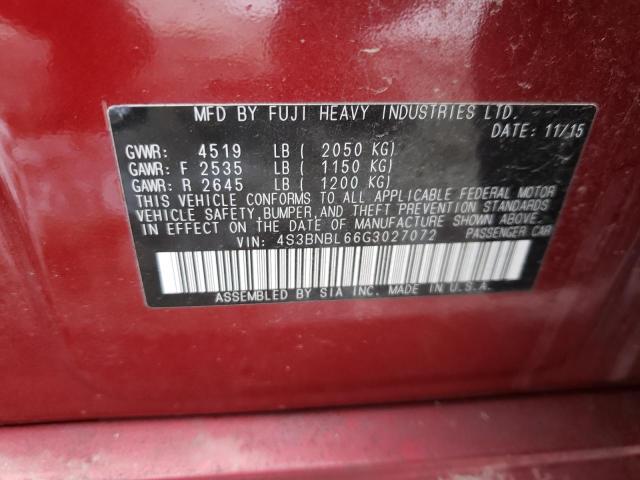 MFD BY FUJI HEAVY INDUSTRIES LTD.
DATE: 11/15
GVWR: 4519 LB ( 2050 KG)
GAWR: F 2535 LB ( 1150 KG)
GAWR: R 2645 LB ( 1200 KG)
THIS VEHICLE CONFORMS TO ALL APPLICABLE FEDERAL MOTOR
VEHICLE SAFETY,BUMPER,AND THEFT PREVENTION STANDARDS
IN EFFECT ON THE DATE OF MANUFACTURE SHOWN ABOVE.
VIN: 4S3BNBL66G3027072 PASSENGER CAR
ASSEMBLED BY SIA INC. MADE IN U.S.A.